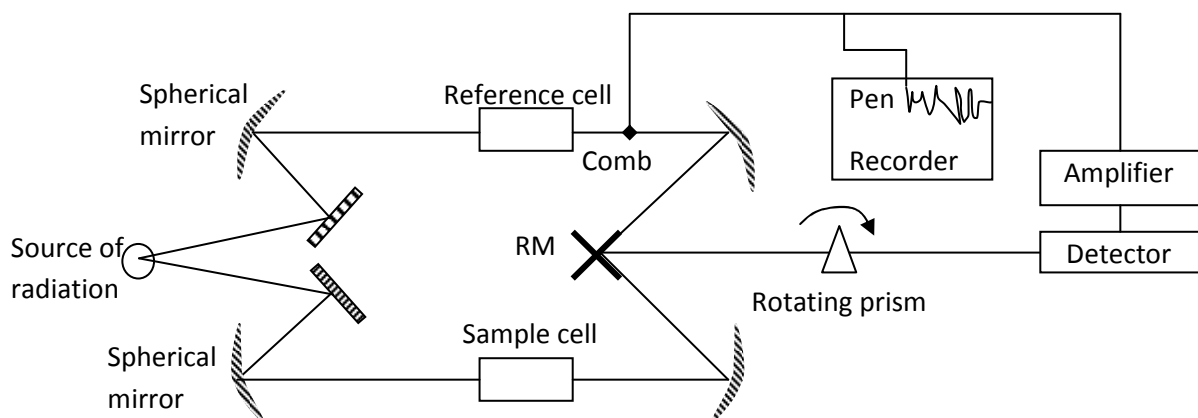 Spherical
mirror
Reference cell
Comb
Pen
Recorder
Amplifier
Source of
radiation
RM
Detector
Rotating prism
Sample cell
Spherical
mirror